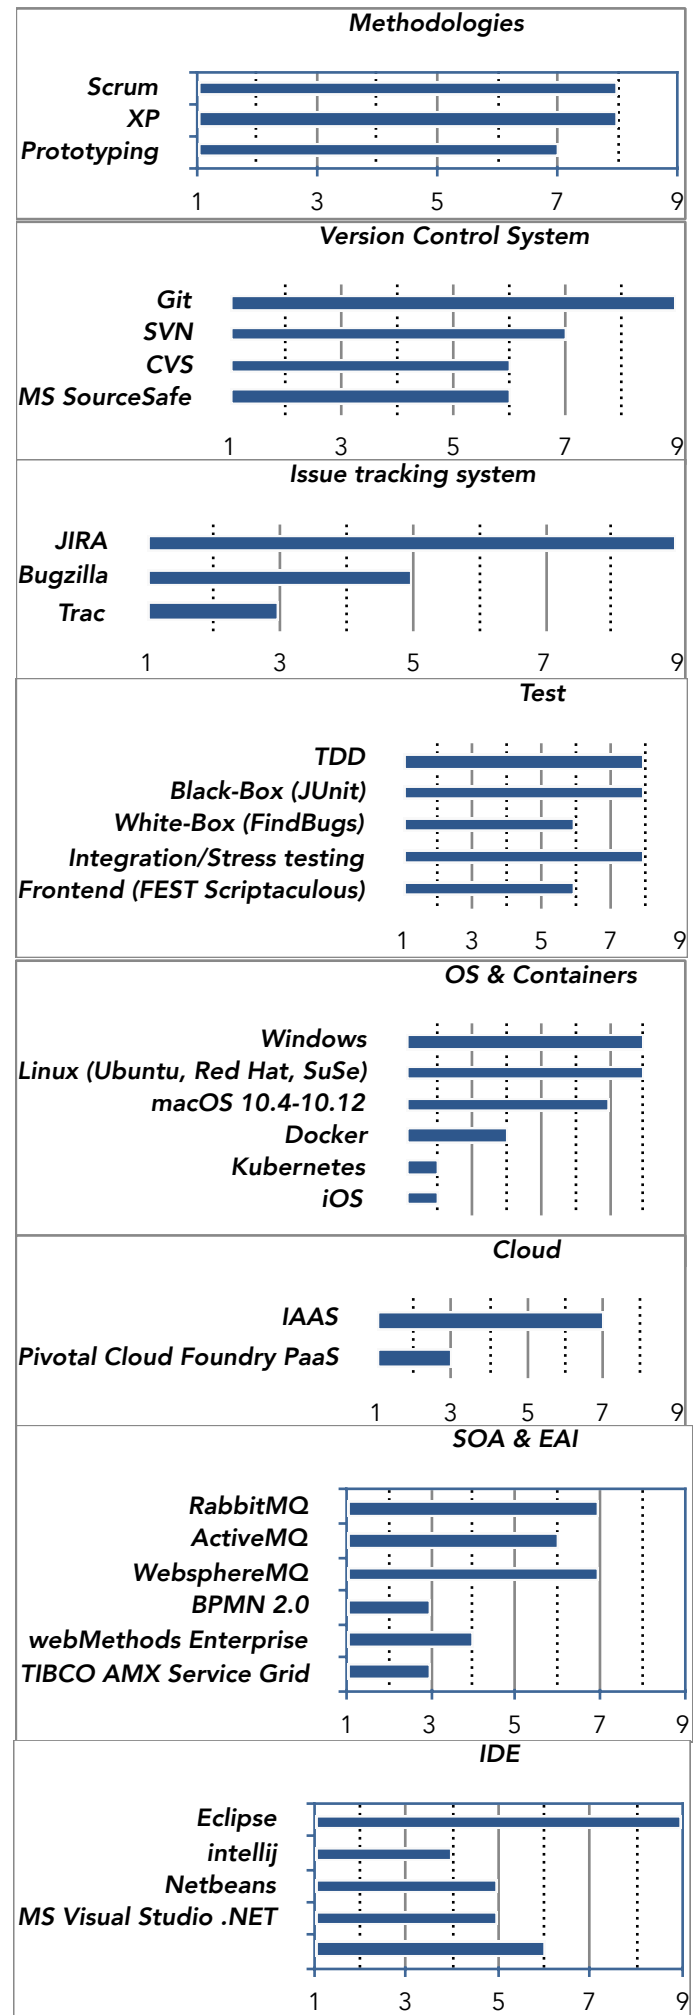 Methodologies
Scrum
XP
Prototyping
1 3 5 7 9
Version Control System
Git
SVN
CVS
MS SourceSafe
1 3 5 7 9
Issue tracking system
JIRA
Bugzilla
Trac
1 3 5 7 9
Test
TDD
Black-Box (JUnit)
White-Box (FindBugs)
Integration/Stress testing
Frontend (FEST Scriptaculous)
1 3 5 7 9
OS & Containers
Windows
Linux (Ubuntu, Red Hat, SuSe)
macOS 10.4-10.12
Docker
Kubernetes
iOS
Cloud
IAAS
Pivotal Cloud Foundry PaaS
1 3 5 7 9
SOA & EAI
RabbitMQ
ActiveMQ
WebsphereMQ
BPMN 2.0
webMethods Enterprise
TIBCO AMX Service Grid
1 3 5 7 9
IDE
Eclipse
intellij
Netbeans
MS Visual Studio .NET
1 3 5 7 9